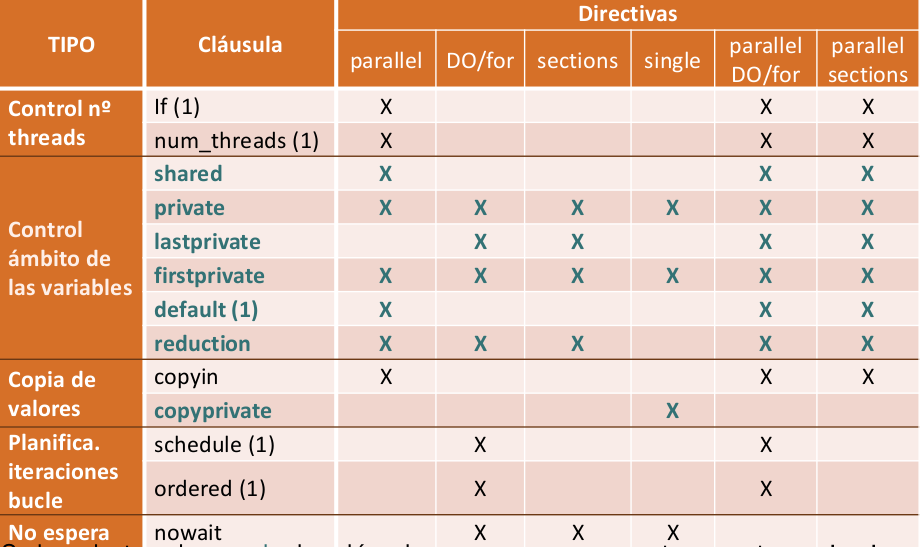 TIPO Cláusula Directivas
parallel DO/for sections single parallel DO/for parallel sections
Control nº threads
If (1) X X X
num_threads (1) X X X
Control ámbito de las variables
shared X X X
private X X X X X X
lastprivate X X X X
firstprivate X X X X X X
default (1) X X X
reduction X X X X X
Copia de valores
copyin X X X
copyprivate X
Planifica. iteraciones bucle
schedule (1) X X
ordered (1) X X
No espera nowait X X X